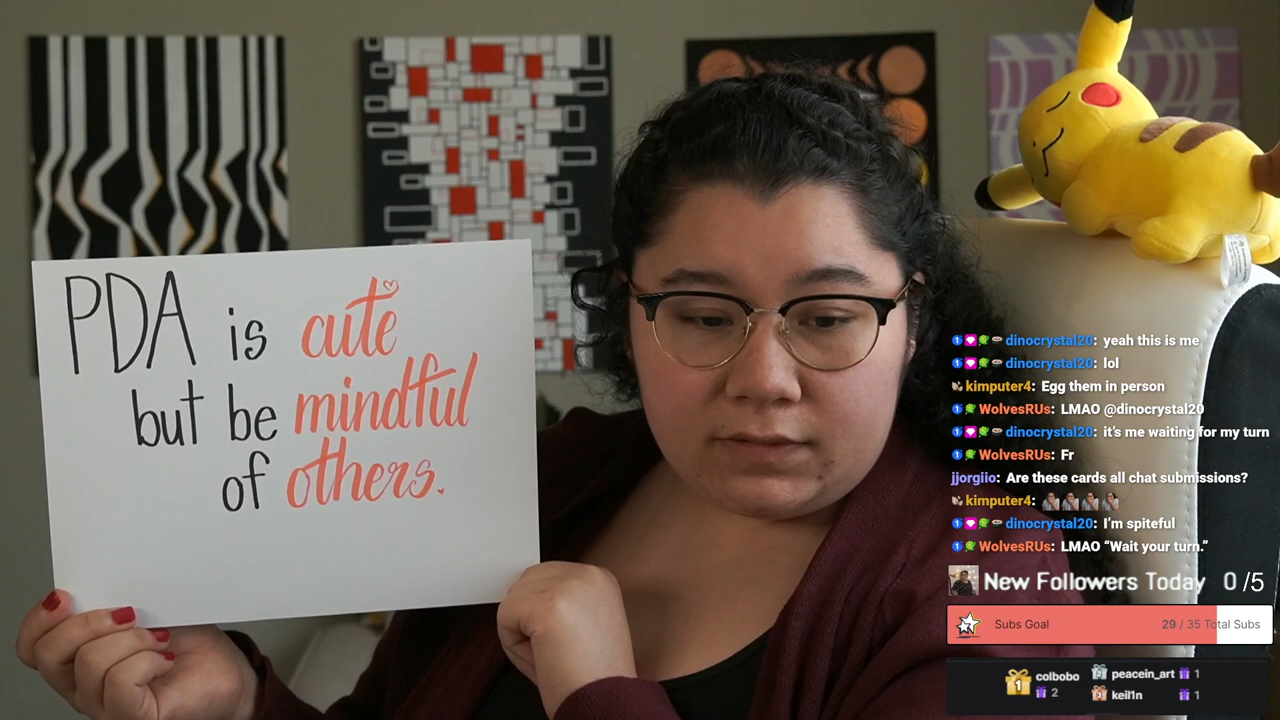 PDA is cute
but be mindful
of others.
dinocrystal20: yeah this is me
dinocrystal20: lol
kimputer4: Egg them in person
WolvesRUs: LMAO @dinocrystal20
dinocrystal20: it's me waiting for my turn
WolvesRUs: Fr
jjorgiio: Are these cards all chat submissions?
kimputer4:
dinocrystal20: I'm spiteful
WolvesRUs: LMAO “Wait your turn.”
New Followers Today 0 /5
Subs Goal 29 / 35 Total Subs
1 colbobo 2
peacein_art 1
keil1n 1